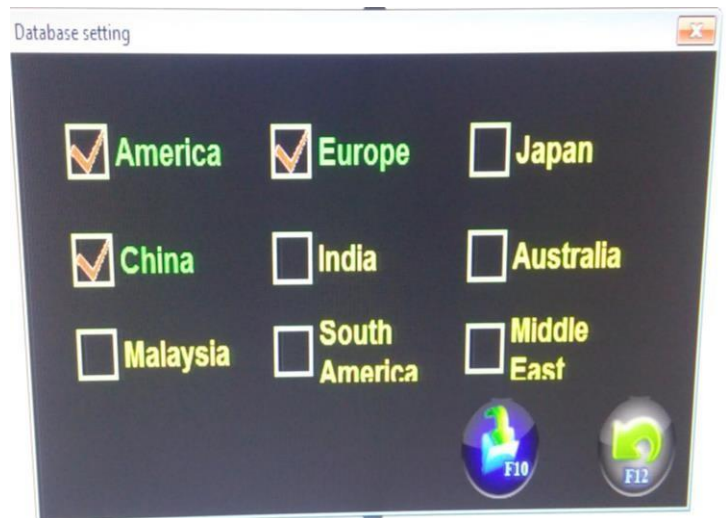 Database setting
America
Europe
Japan
China
India
Australia
Malaysia
South
America
Middle
East
F10
F12